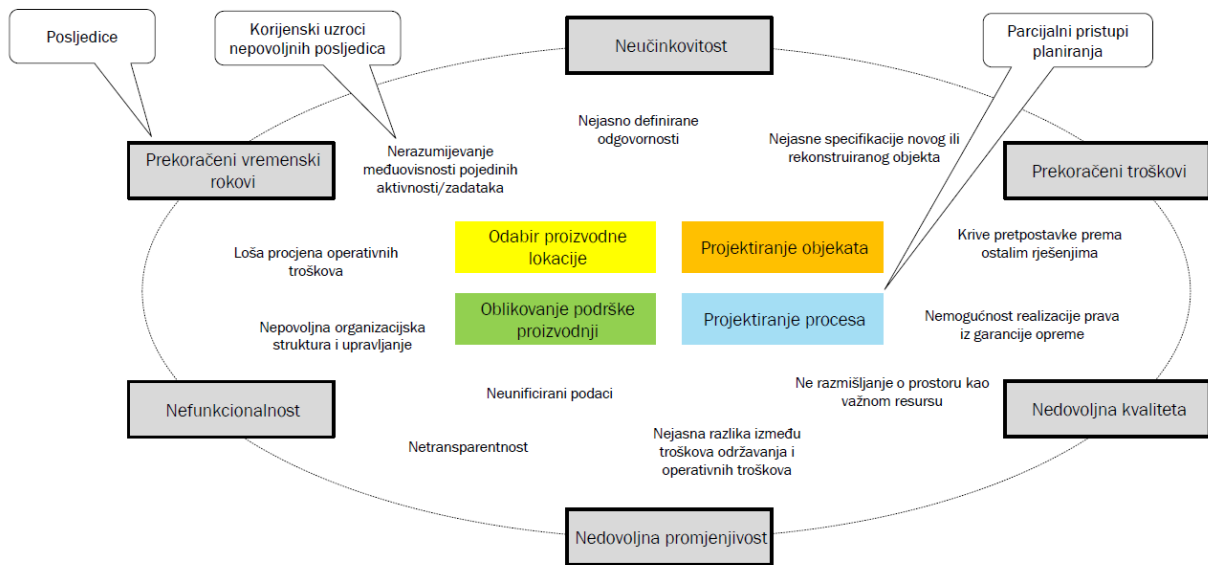 Posljedice
Korijenski uzroci
nepovoljnih posljedica
Neučinkovitost
Parcijalni pristupi
planiranja
Nejasno definirane
odgovornosti
Nejasne specifikacije novog ili
rekonstruiranog objekta
Prekoračeni vremenski
rokovi
Nerazumijevanje
međuovisnosti pojedinih
aktivnosti/zadataka
Prekoračeni troškovi
Loša procjena operativnih
troškova
Odabir proizvodne
lokacije
Projektiranje objekata
Krive pretpostavke prema
ostalim rješenjima
Nepovoljna organizacijska
struktura i upravljanje
Oblikovanje podrške
proizvodnji
Projektiranje procesa
Nemogućnost realizacije prava
iz garancije opreme
Nefunkcionalnost
Neunificirani podaci
Ne razmišljanje o prostoru kao
važnom resursu
Nedovoljna kvaliteta
Netransparentnost
Nejasna razlika između
troškova održavanja i
operativnih troškova
Nedovoljna promjenjivost